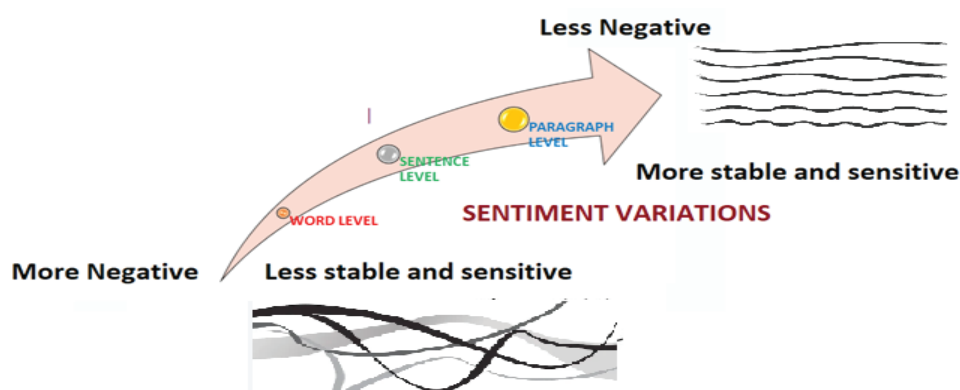 Less Negative
PARAGRAPH
LEVEL
SENTENCE
LEVEL
More stable and sensitive
WORD LEVEL
SENTIMENT VARIATIONS
More Negative
Less stable and sensitive